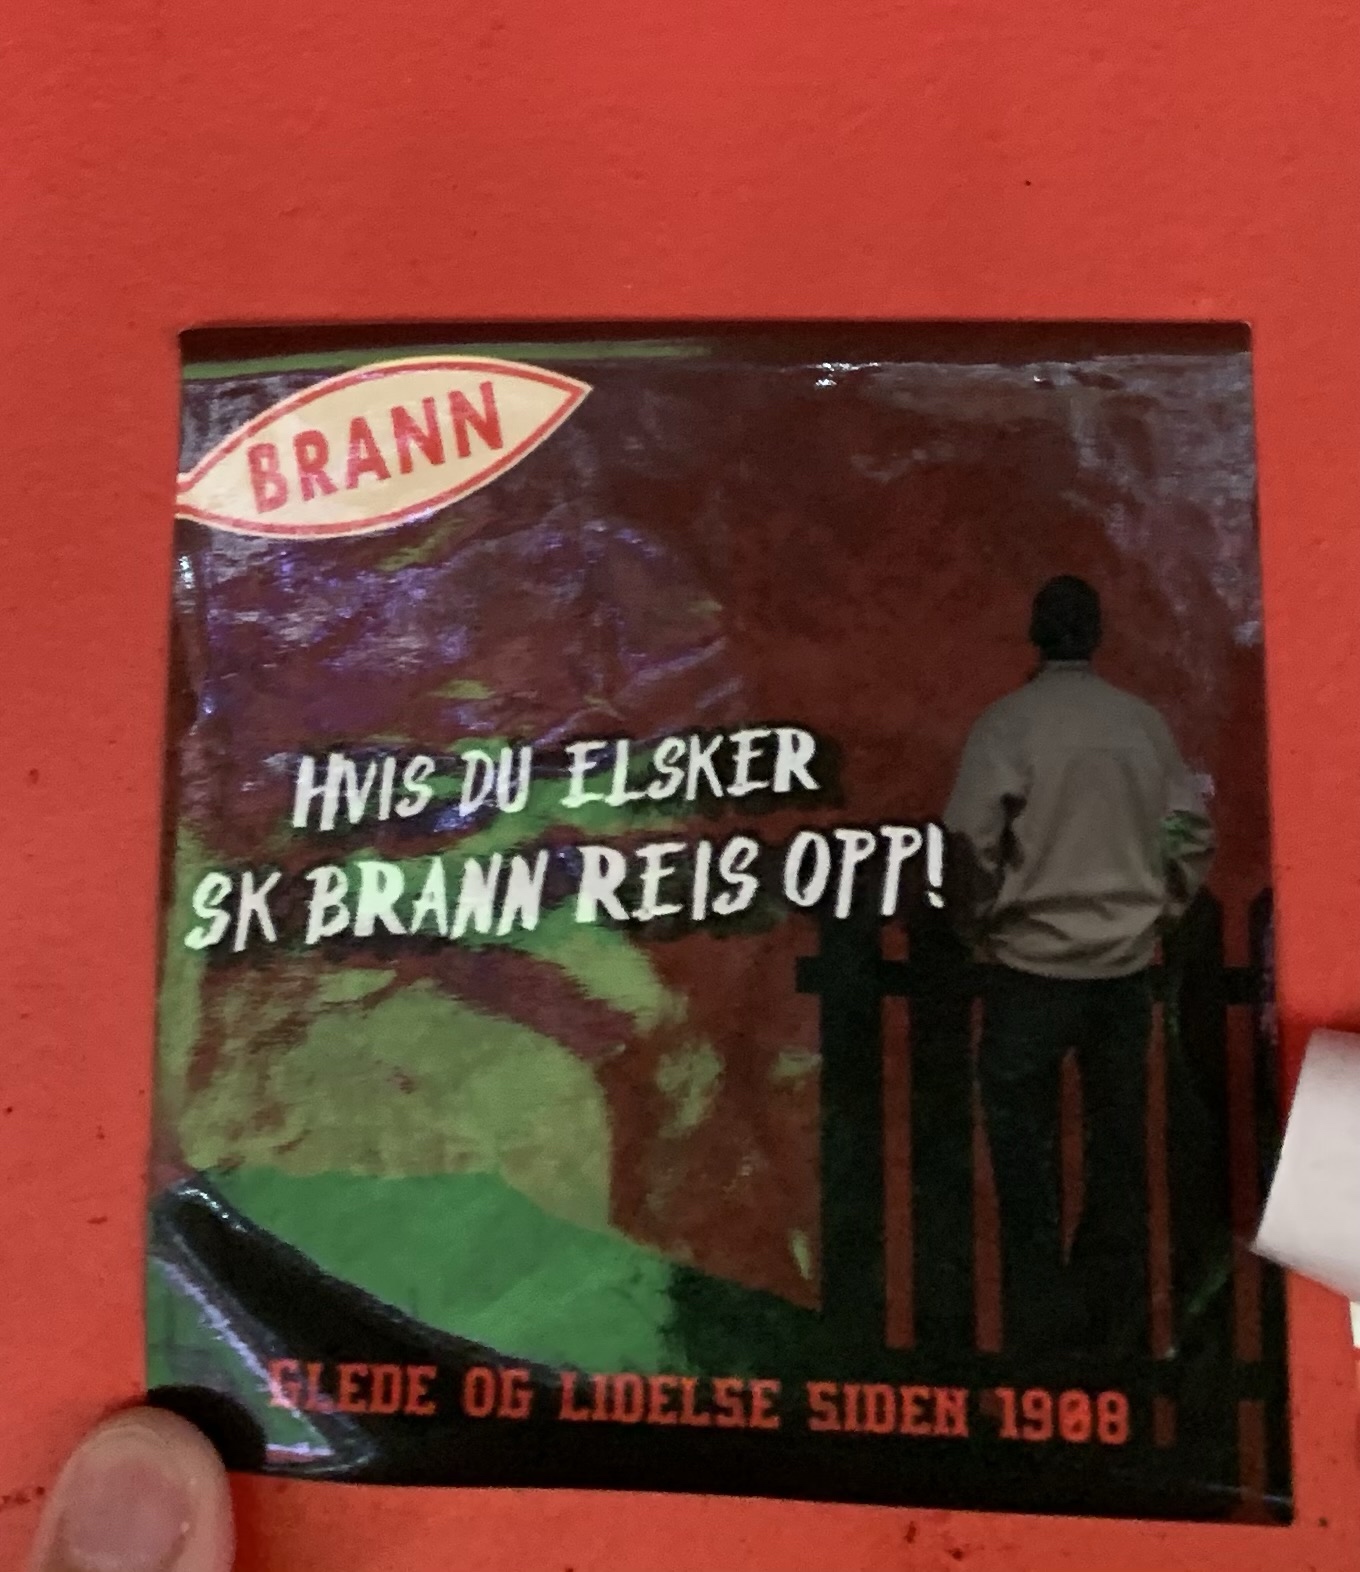 BRANN
HVIS DU ELSKER
SK BRANN REIS OPP!
GLEDE OG LIDELSE SIDEN 1908